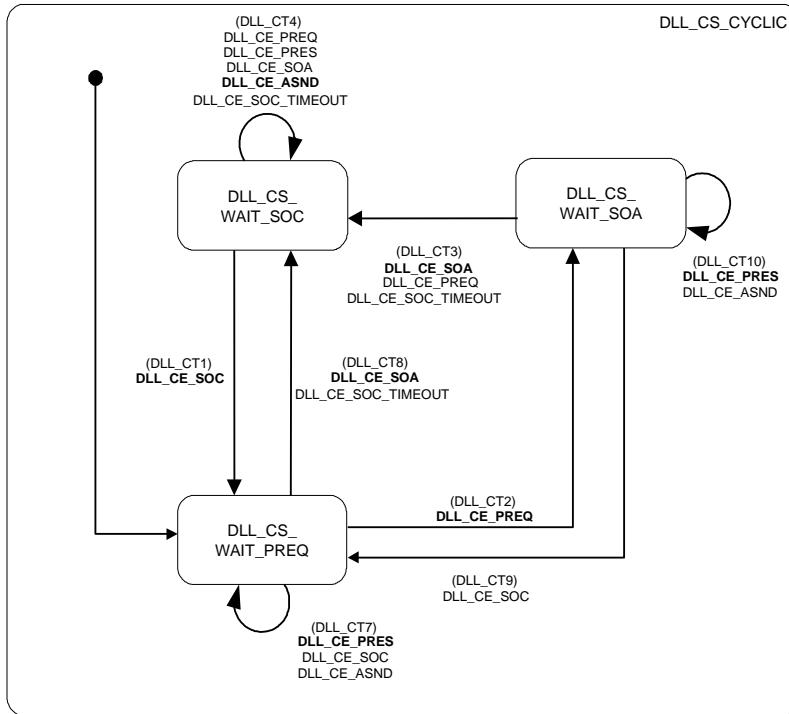 DLL_CS_CYCLIC
(DLL_CT4)
DLL_CE_PREQ
DLL_CE_PRES
DLL_CE_SOA
DLL_CE_ASND
DLL_CE_SOC_TIMEOUT
DLL_CS_
WAIT_SOC
DLL_CS_
WAIT_SOA
(DLL_CT3)
DLL_CE_SOA
DLL_CE_PREQ
DLL_CE_SOC_TIMEOUT
(DLL_CT10)
DLL_CE_PRES
DLL_CE_ASND
(DLL_CT1)
DLL_CE_SOC
(DLL_CT8)
DLL_CE_SOA
DLL_CE_SOC_TIMEOUT
DLL_CS_
WAIT_PREQ
(DLL_CT2)
DLL_CE_PREQ
(DLL_CT9)
DLL_CE_SOC
(DLL_CT7)
DLL_CE_PRES
DLL_CE_SOC
DLL_CE_ASND